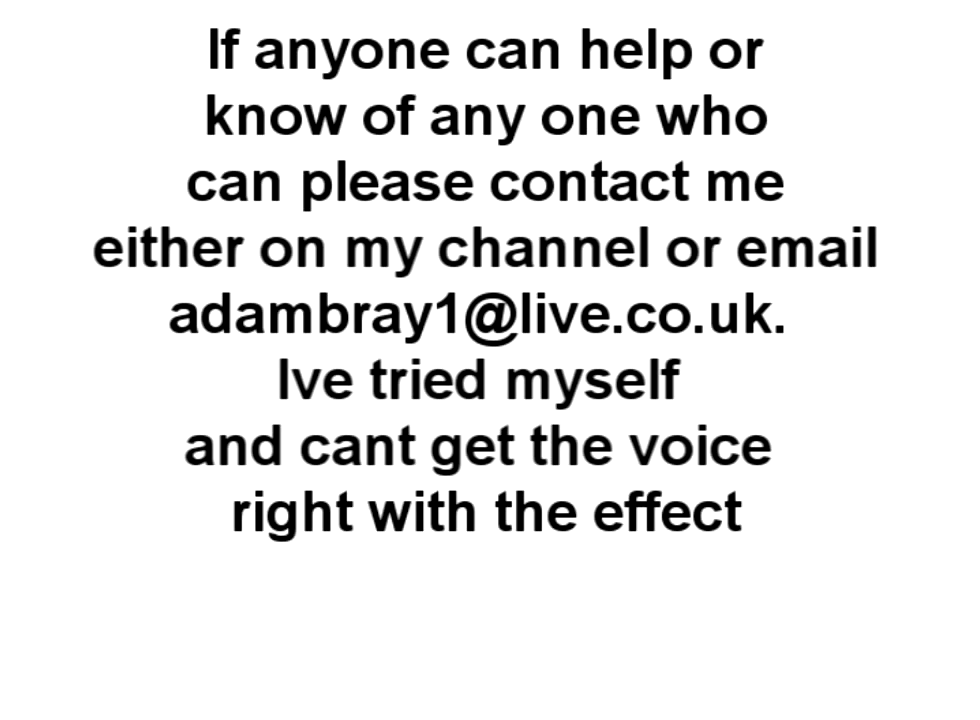 If anyone can help or
know of any one who
can please contact me
either on my channel or email
adambray1@live.co.uk.
Ive tried myself
and cant get the voice
right with the effect